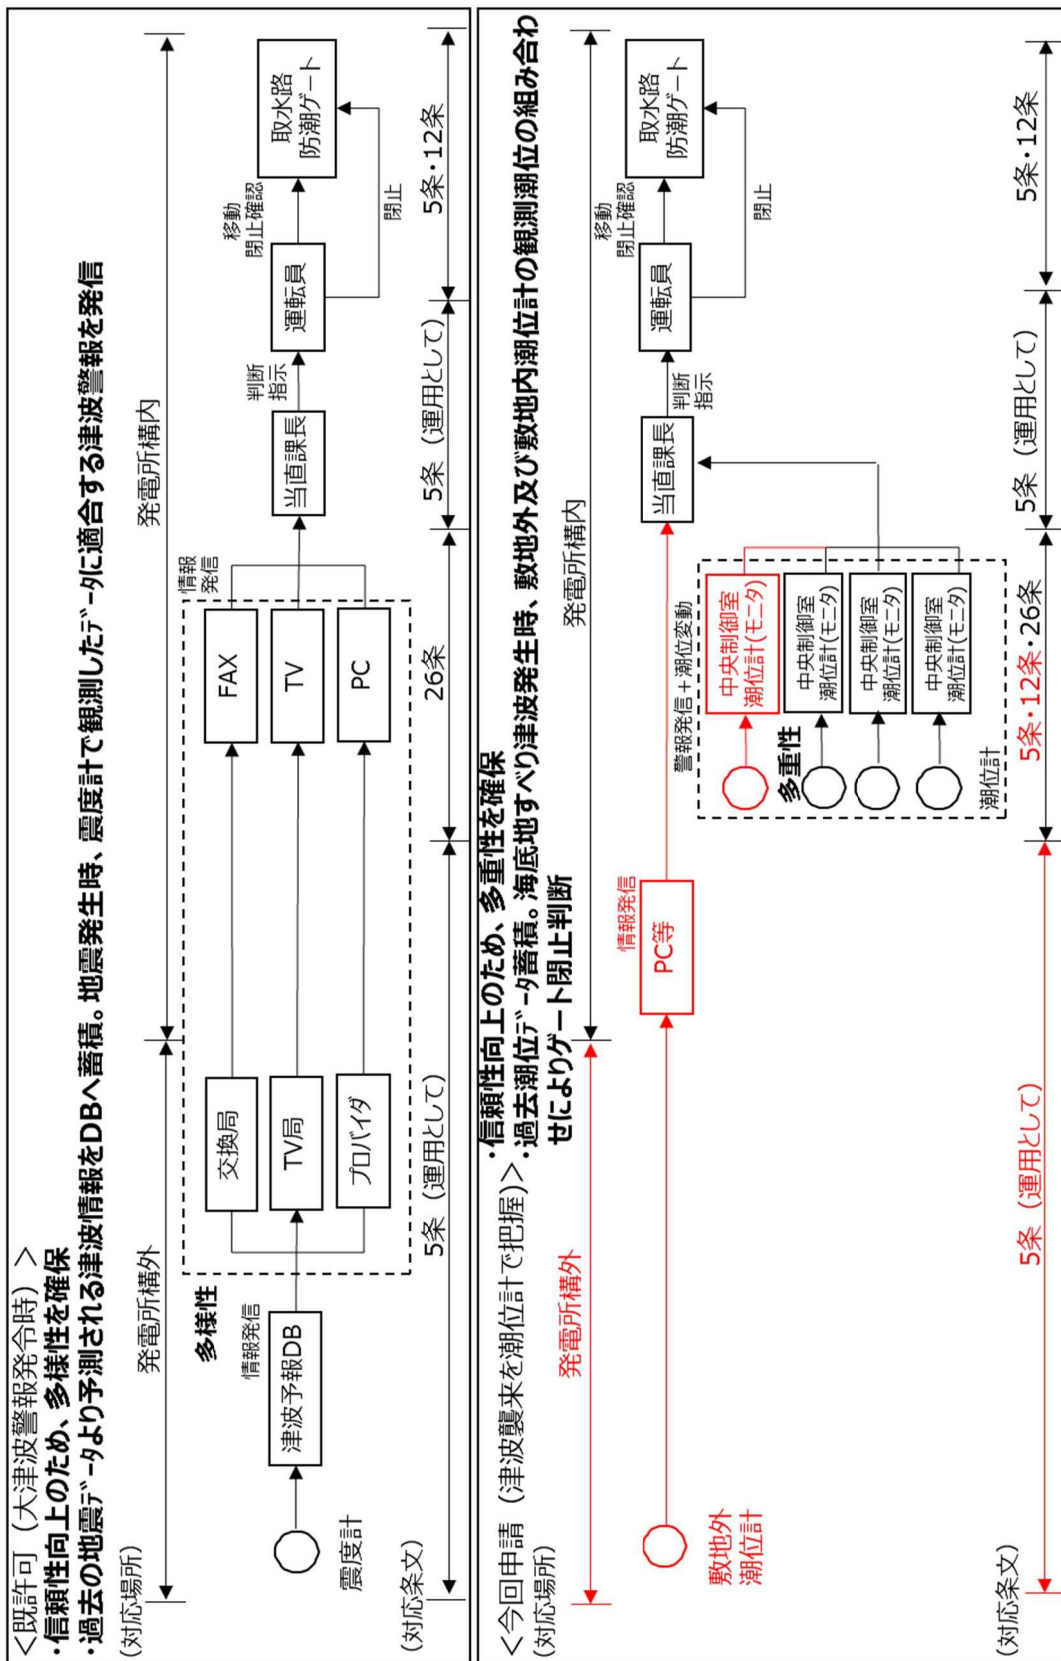 ＜既許可（大津波警報発令時）＞
・信頼性向上のため、多様性を確保
・過去の地震ﾃﾞｰﾀより予測される津波情報をDBへ蓄積。地震発生時、震度計で観測したﾃﾞｰﾀに適合する津波警報を発信
(対応場所)
発電所構外
発電所構内
多様性
情報発信
情報
発信
震度計
津波予報DB
交換局
TV局
プロバイダ
FAX
TV
PC
当直課長
判断
指示
運転員
移動
閉止確認
閉止
取水路
防潮ゲート
(対応条文)
5条（運用として）
26条
5条（運用として）
5条・12条
＜今回申請（津波襲来を潮位計で把握)＞
・信頼性向上のため、多重性を確保
・過去潮位ﾃﾞｰﾀ蓄積。海底地すべり津波発生時、敷地外及び敷地内潮位計の観測潮位の組み合わ
せによりゲート閉止判断
(対応場所)
発電所構外
発電所構内
敷地外
潮位計
情報発信
PC等
警報発信＋潮位変動
多重性
中央制御室
潮位計(モニタ)
中央制御室
潮位計(モニタ)
中央制御室
潮位計(モニタ)
中央制御室
潮位計(モニタ)
潮位計
当直課長
判断
指示
運転員
移動
閉止確認
閉止
取水路
防潮ゲート
(対応条文)
5条（運用として）
5条・12条・26条
5条（運用として）
5条・12条